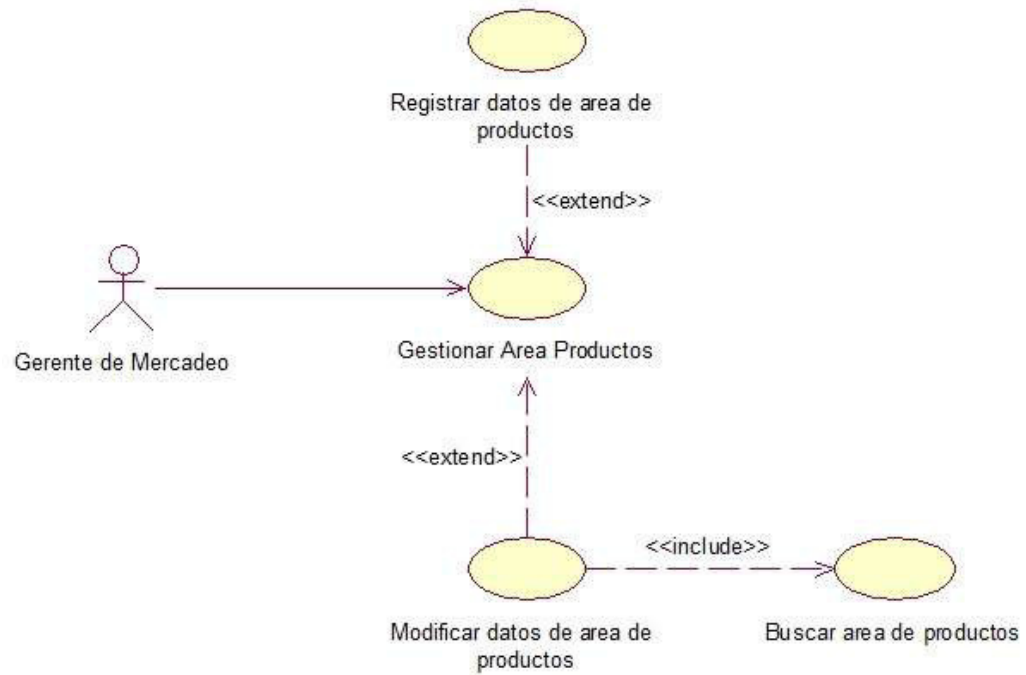 Registrar datos de area de
productos
<<extend>>
Gerente de Mercadeo
Gestionar Area Productos
<<extend>>
<<include>>
Modificar datos de area de
productos
Buscar area de productos